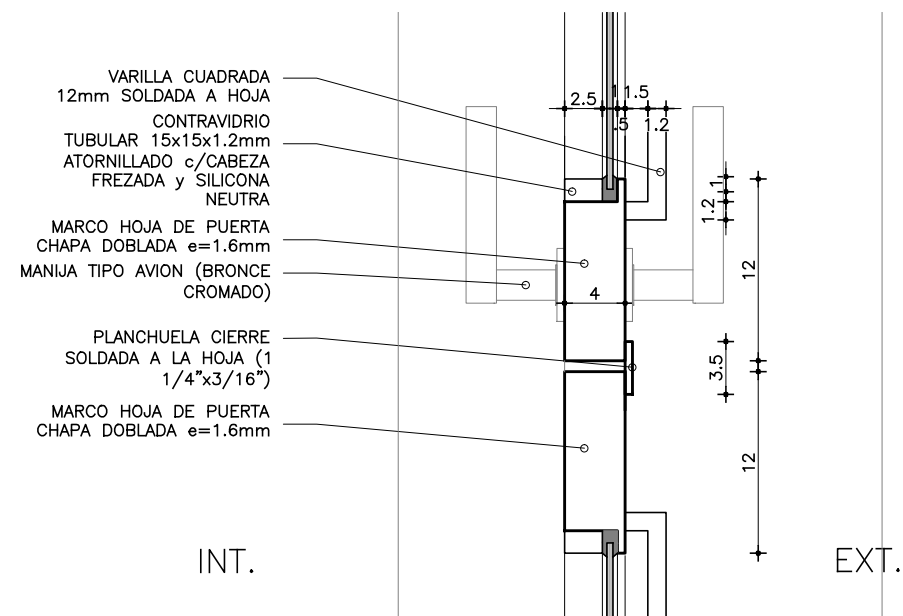 VARILLA CUADRADA
12mm SOLDADA A HOJA
CONTRAVIDRIO
TUBULAR 15x15x1.2mm
ATORNILLADO c/CABEZA
FREZADA y SILICONA
NEUTRA
MARCO HOJA DE PUERTA
CHAPA DOBLADA e=1.6mm
MANIJA TIPO AVION (BRONCE
CROMADO)
PLANCHUELA CIERRE
SOLDADA A LA HOJA (1
1/4"x3/16")
MARCO HOJA DE PUERTA
CHAPA DOBLADA e=1.6mm
INT.
2.5
1
1.5
.5
1.2
1
1.2
12
4
3.5
12
EXT.